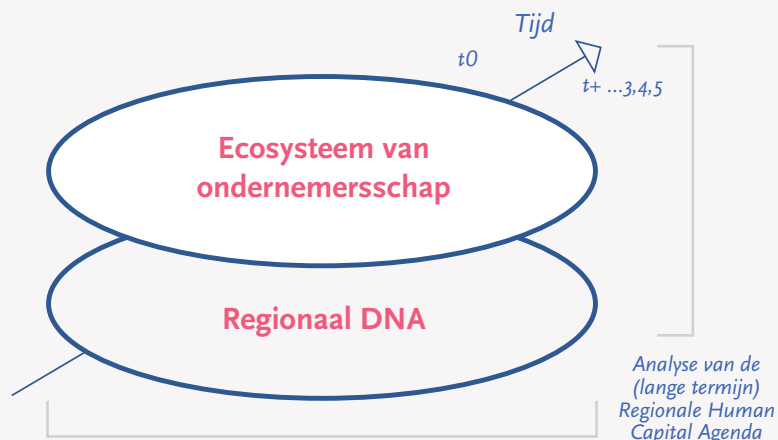 Tijd
t0
t+ ...3,4,5
Ecosysteem van
ondernemersschap
Regionaal DNA
Analyse van de
(lange termijn)
Regionale Human
Capital Agenda